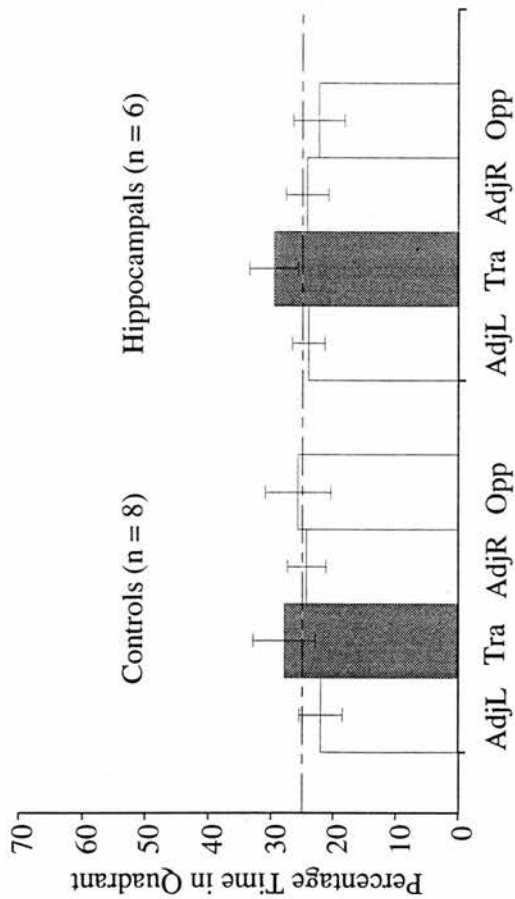 Percentage Time in Quadrant
70
60
50
40
30
20
10
0
Controls (n = 8)
Hippocampals (n = 6)
AdjL Tra AdjR Opp AdjL Tra AdjR Opp